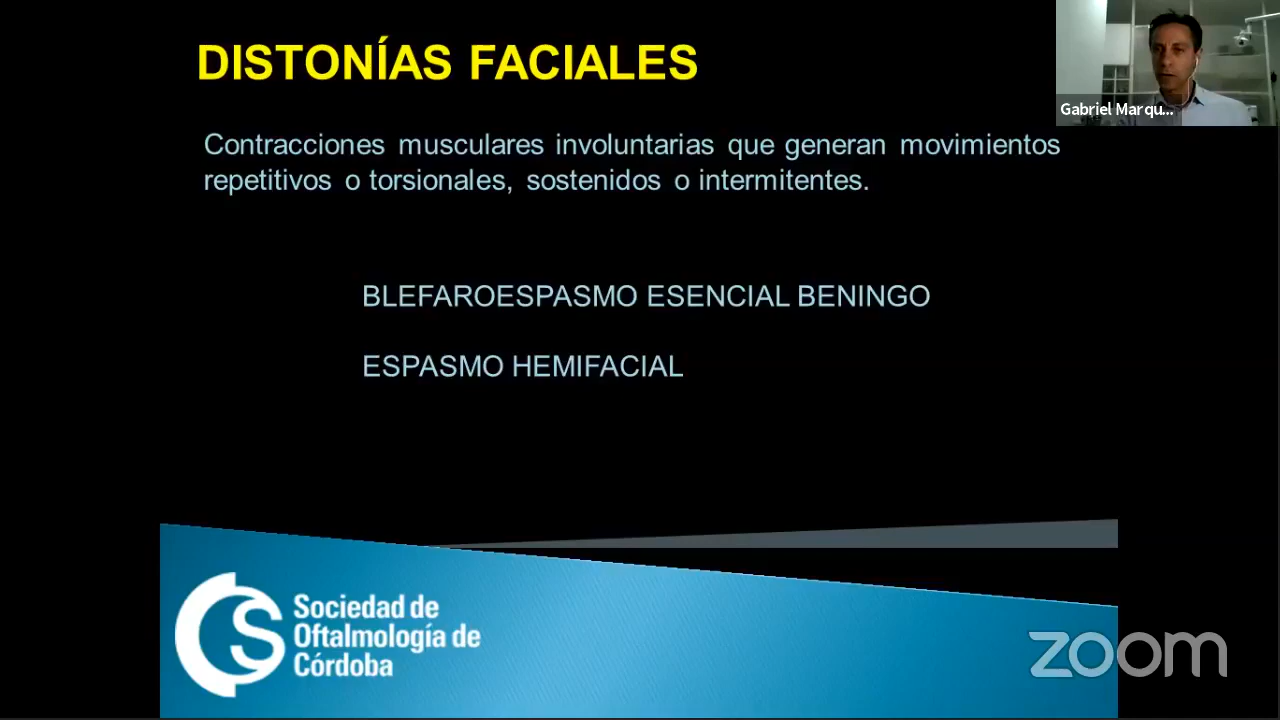 DISTONÍAS FACIALES
Gabriel Marqu...
Contracciones musculares involuntarias que generan movimientos
repetitivos o torsionales, sostenidos o intermitentes.
BLEFAROESPASMO ESENCIAL BENINGO
ESPASMO HEMIFACIAL
CS
Sociedad de
Oftalmología de
Córdoba
zoom